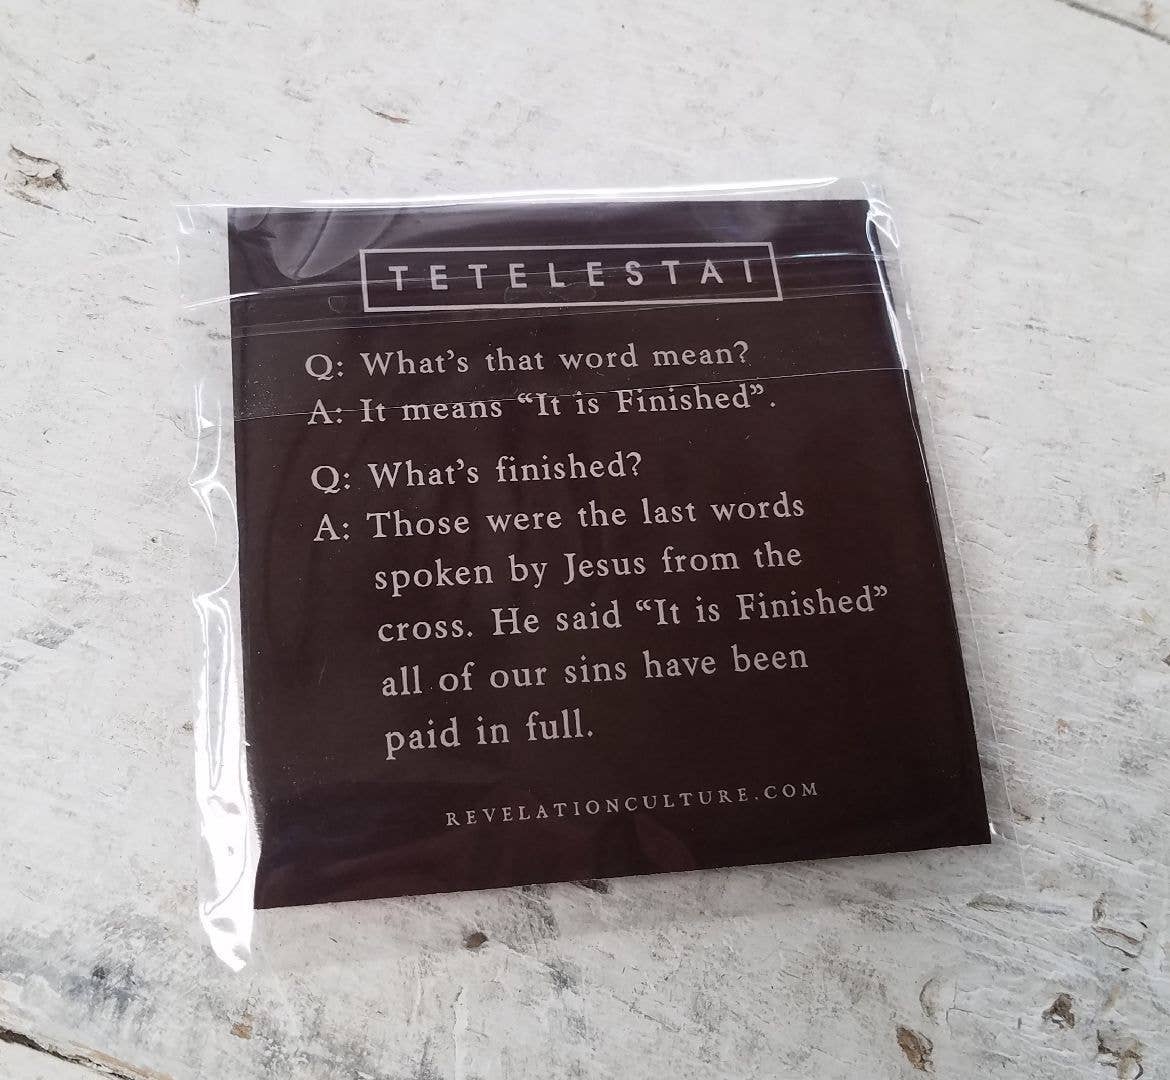 TETELESTAI
Q: What's that word mean?
A: It means “It is Finished”.
Q: What's finished?
A: Those were the last words
spoken by Jesus from the
cross. He said “It is Finished”
all of our sins have been
paid in full.
REVELATIONCULTURE.COM